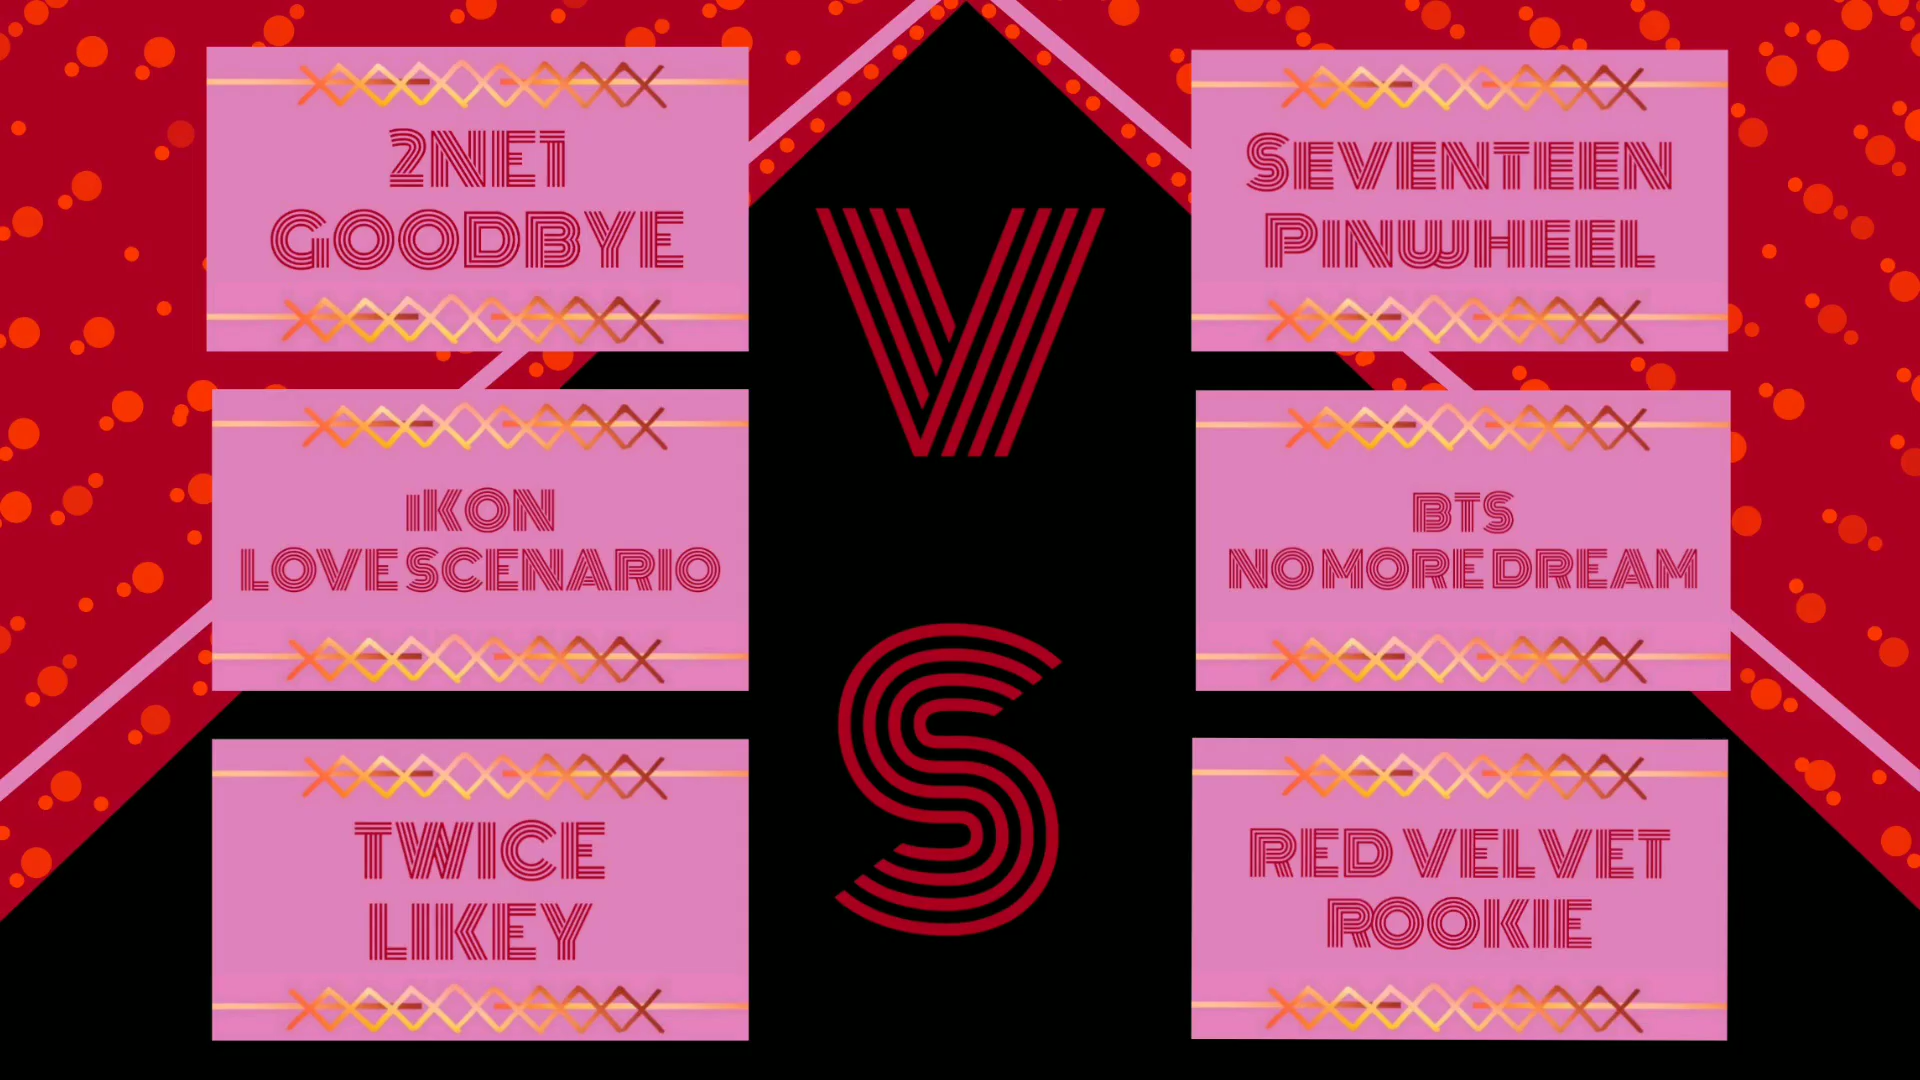 2NE1
GOODBYE
iKON
LOVE SCENARIO
TWICE
LIKEY
V
S
SEVENTEEN
PINWHEEL
BTS
NO MORE DREAM
RED VELVET
ROOKIE